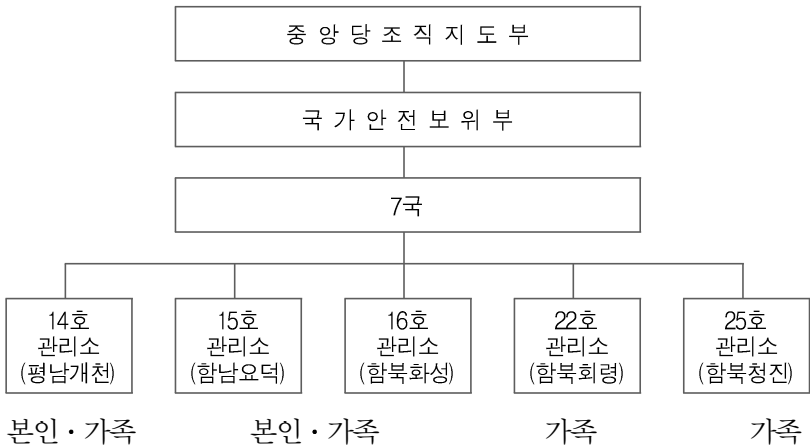 중앙당조직지도부
국가안전보위부
7국
14호
관리소
(평남개천)
15호
관리소
(함남요덕)
16호
관리소
(함북화성)
22호
관리소
(함북회령)
25호
관리소
(함북청진)
본인·가족
본인·가족
가족
가족